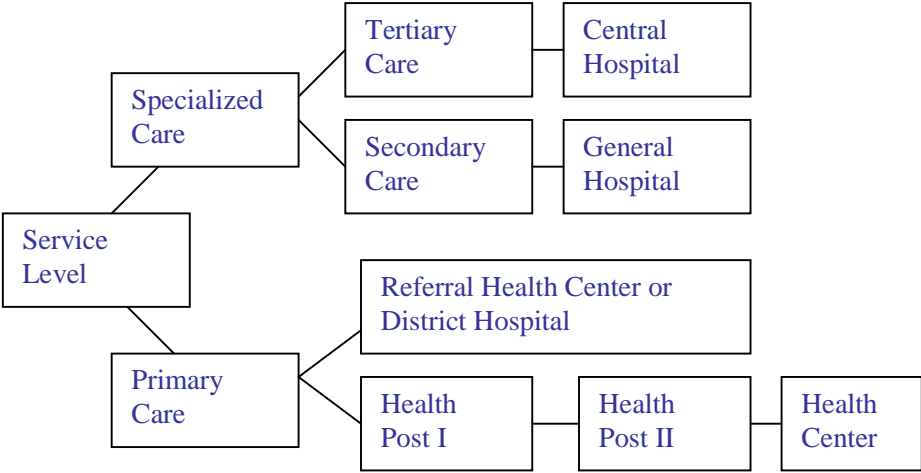 Tertiary
Care
Central
Hospital
Specialized
Care
Secondary
Care
General
Hospital
Service
Level
Referral Health Center or
District Hospital
Primary
Care
Health
Post I
Health
Post II
Health
Center